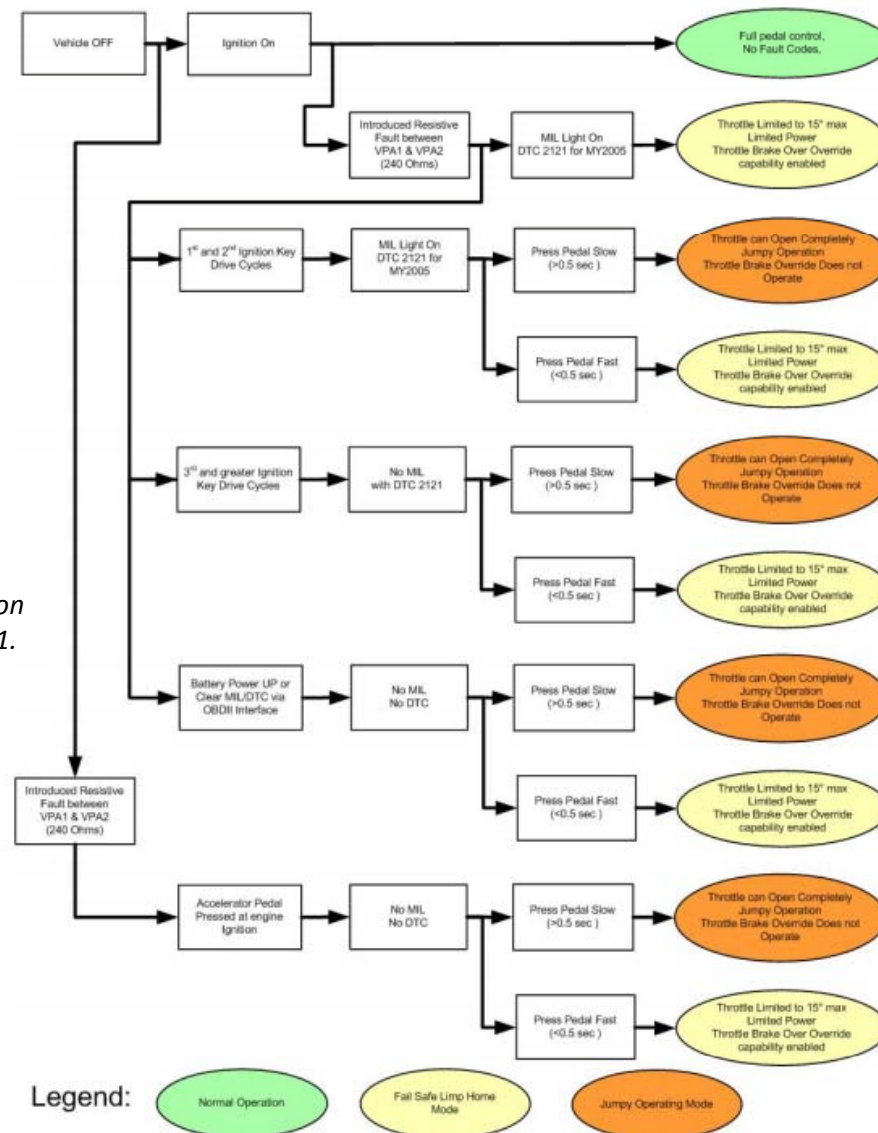 Vehicle OFF
Ignition On
Full pedal control,
No Fault Codes,
Introduced Resistive
Fault between
VPA1 & VPA2
(240 Ohms)
MIL Light On
DTC 2121 for MY2005
Throttle Limited to 15° max
Limited Power
Throttle Brake Over Override
capability enabled
1st and 2nd Ignition Key
Drive Cycles
MIL Light On
DTC 2121 for
MY2005
Press Pedal Slow
(>0.5 sec )
Throttle can Open Completely
Jumpy Operation
Throttle Brake Override Does not
Operate
Press Pedal Fast
(<0.5 sec )
Throttle Limited to 15° max
Limited Power
Throttle Brake Over Override
capability enabled
3rd and greater Ignition
Key Drive Cycles
No MIL
with DTC 2121
Press Pedal Slow
(>0.5 sec )
Throttle can Open Completely
Jumpy Operation
Throttle Brake Override Does not
Operate
Press Pedal Fast
(<0.5 sec )
Throttle Limited to 15° max
Limited Power
Throttle Brake Over Override
capability enabled
on
1.
Battery Power UP or
Clear MIL/DTC via
OBDII Interface
No MIL
No DTC
Press Pedal Slow
(>0.5 sec )
Throttle can Open Completely
Jumpy Operation
Throttle Brake Override Does not
Operate
Press Pedal Fast
(<0.5 sec )
Throttle Limited to 15° max
Limited Power
Throttle Brake Over Override
capability enabled
Introduced Resistive
Fault between
VPA1 & VPA2
(240 Ohms)
Accelerator Pedal
Pressed at engine
Ignition
No MIL
No DTC
Press Pedal Slow
(>0.5 sec )
Throttle can Open Completely
Jumpy Operation
Throttle Brake Override Does not
Operate
Press Pedal Fast
(<0.5 sec )
Throttle Limited to 15° max
Limited Power
Throttle Brake Over Override
capability enabled
Legend:
Normal Operation
Fail Safe Limp Home
Mode
Jumpy Operating Mode